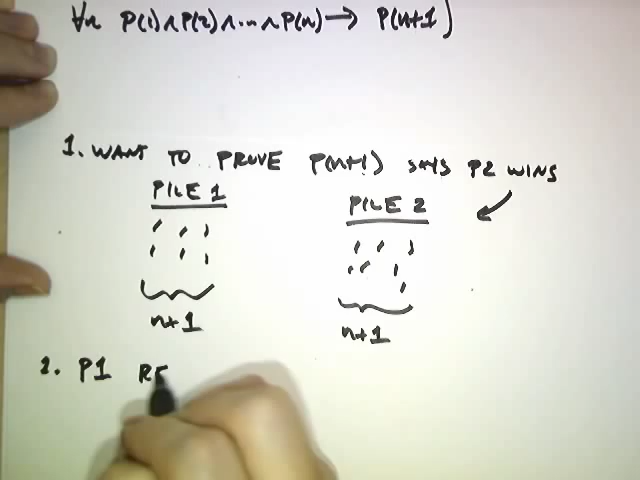 ∀n P(1)∧P(2)∧...∧P(n)→ P(n+1)
1. WANT TO PROVE P(n+1) SAYS P2 WINS
PILE 1 PILE 2
n+1 n+1
2. P1 RE